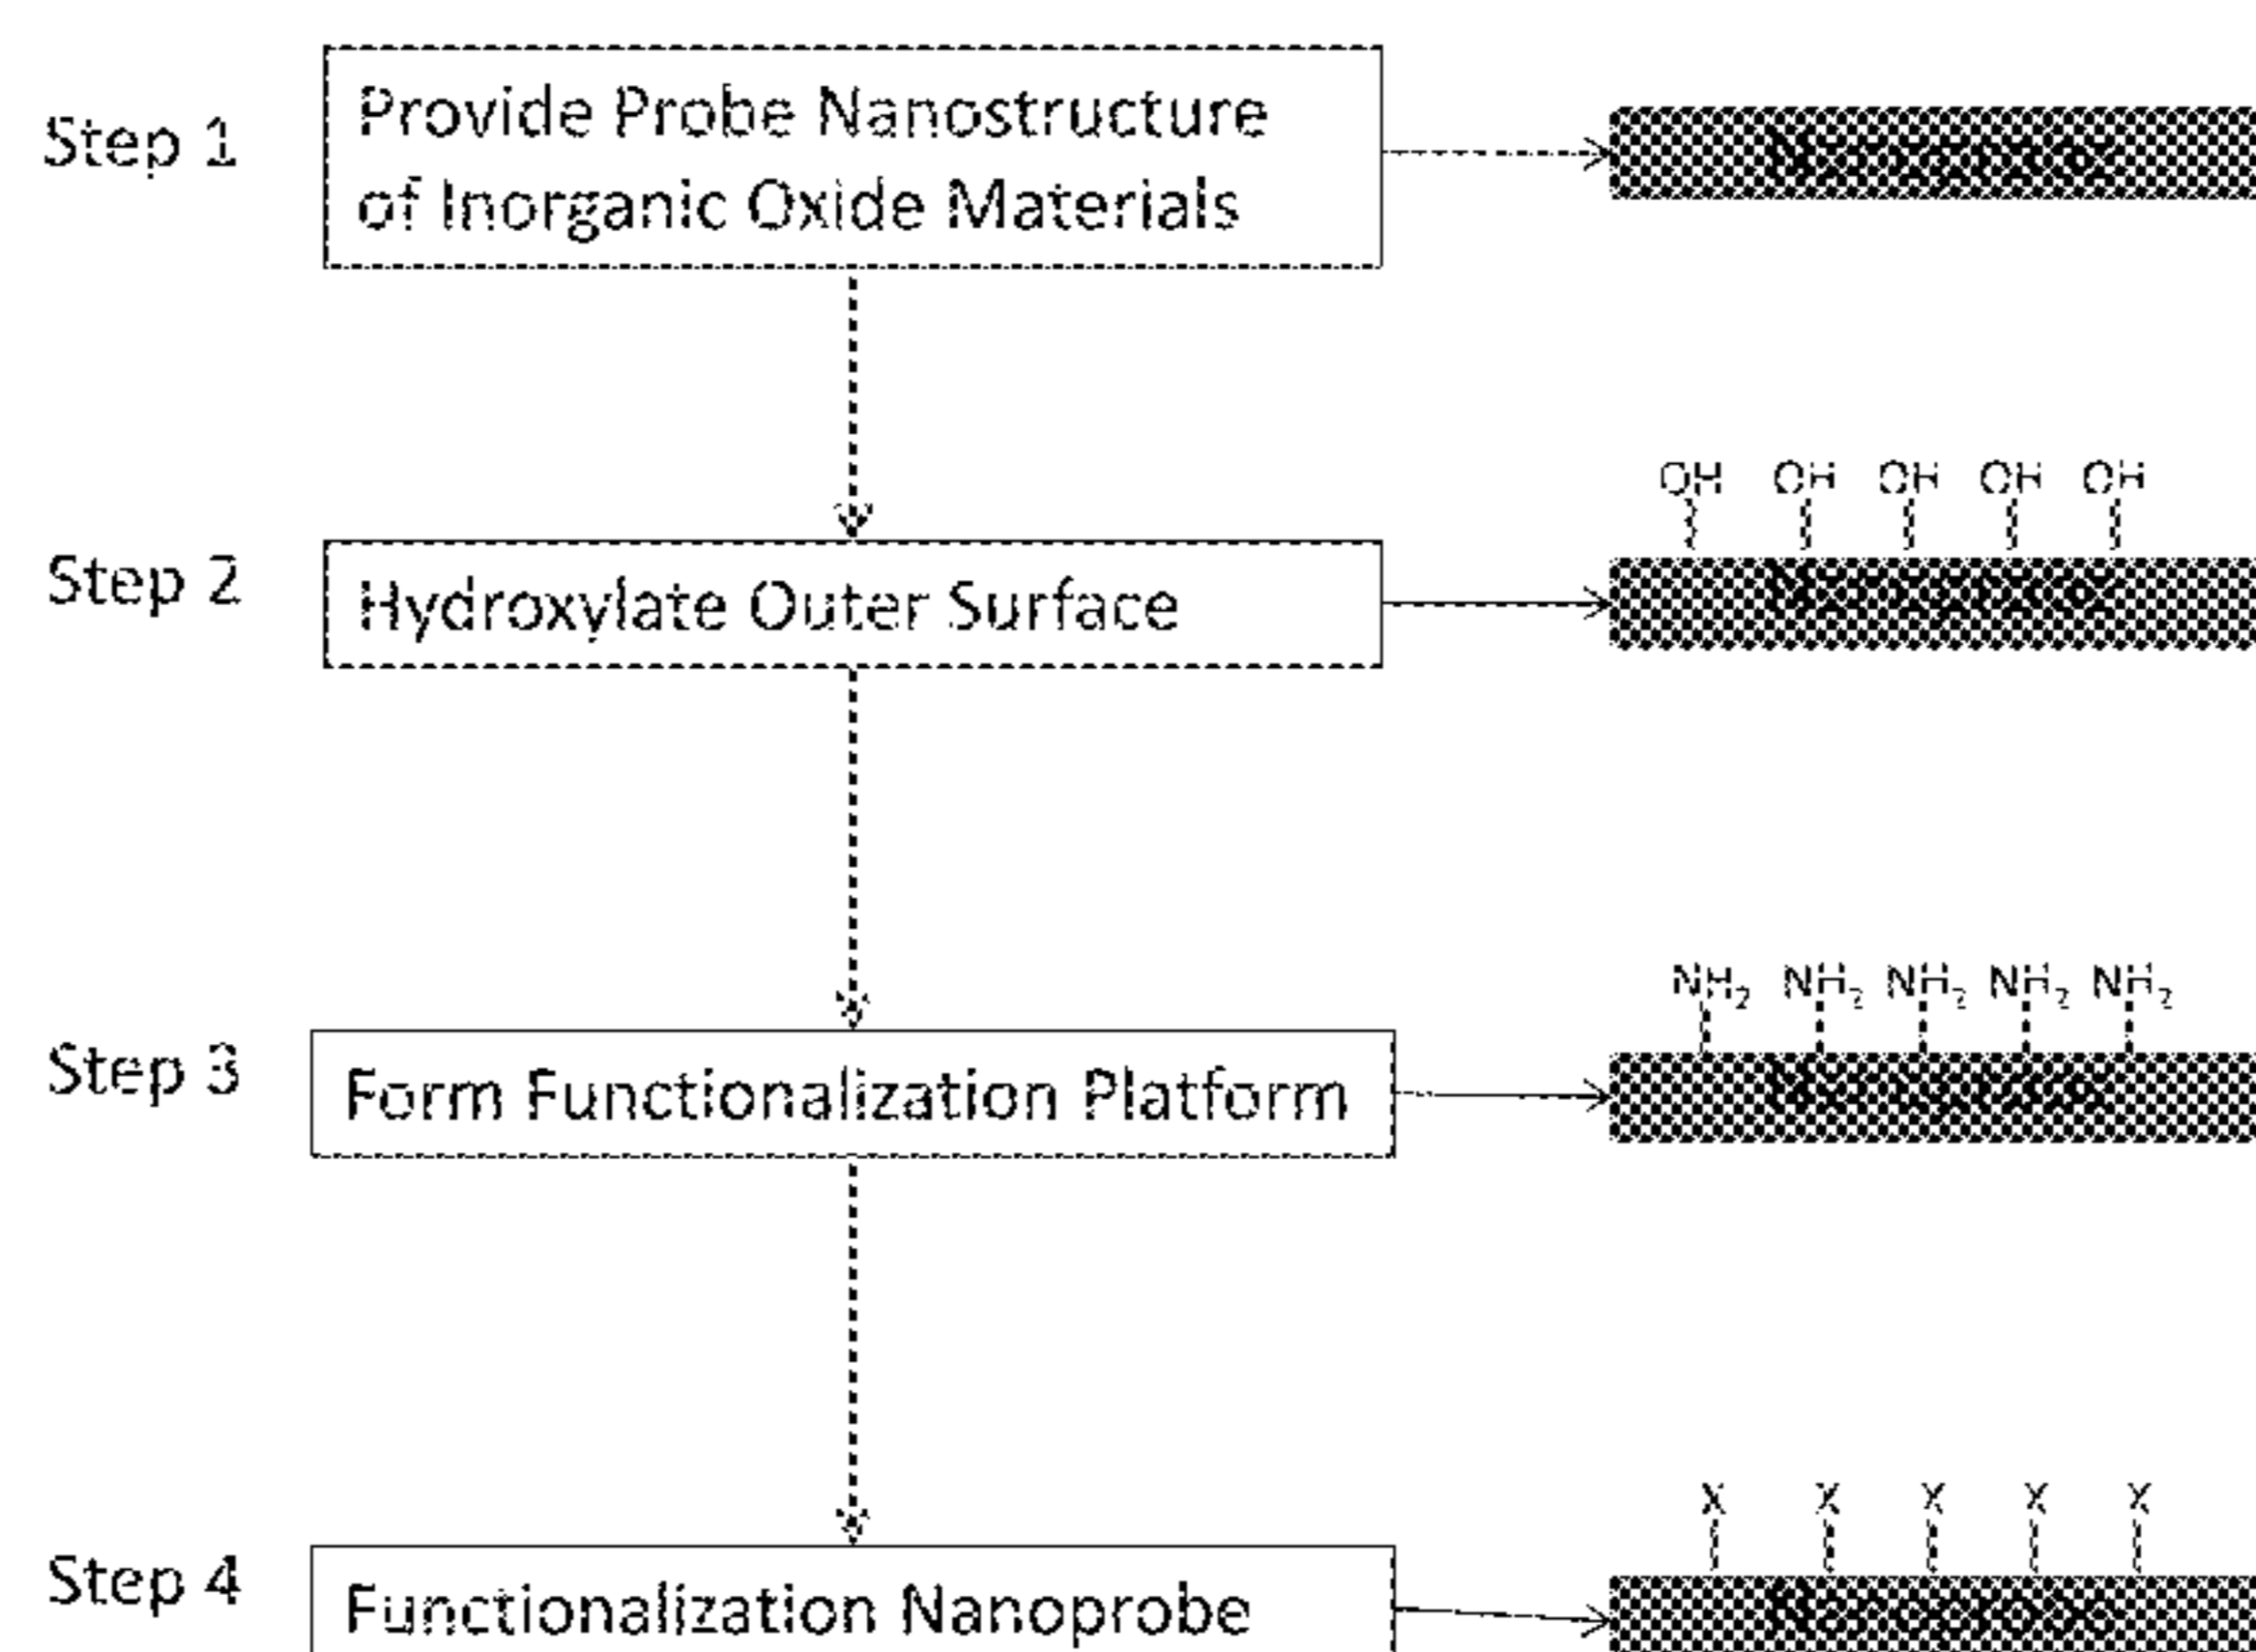 Step 1
Provide Probe Nanostructure
of Inorganic Oxide Materials
OH OH OH OH OH
Step 2
Hydroxylate Outer Surface
NH2 NH2 NH2 NH2 NH2
Step 3
Form Functionalization Platform
X X X X X
Step 4
Functionalization Nanoprobe